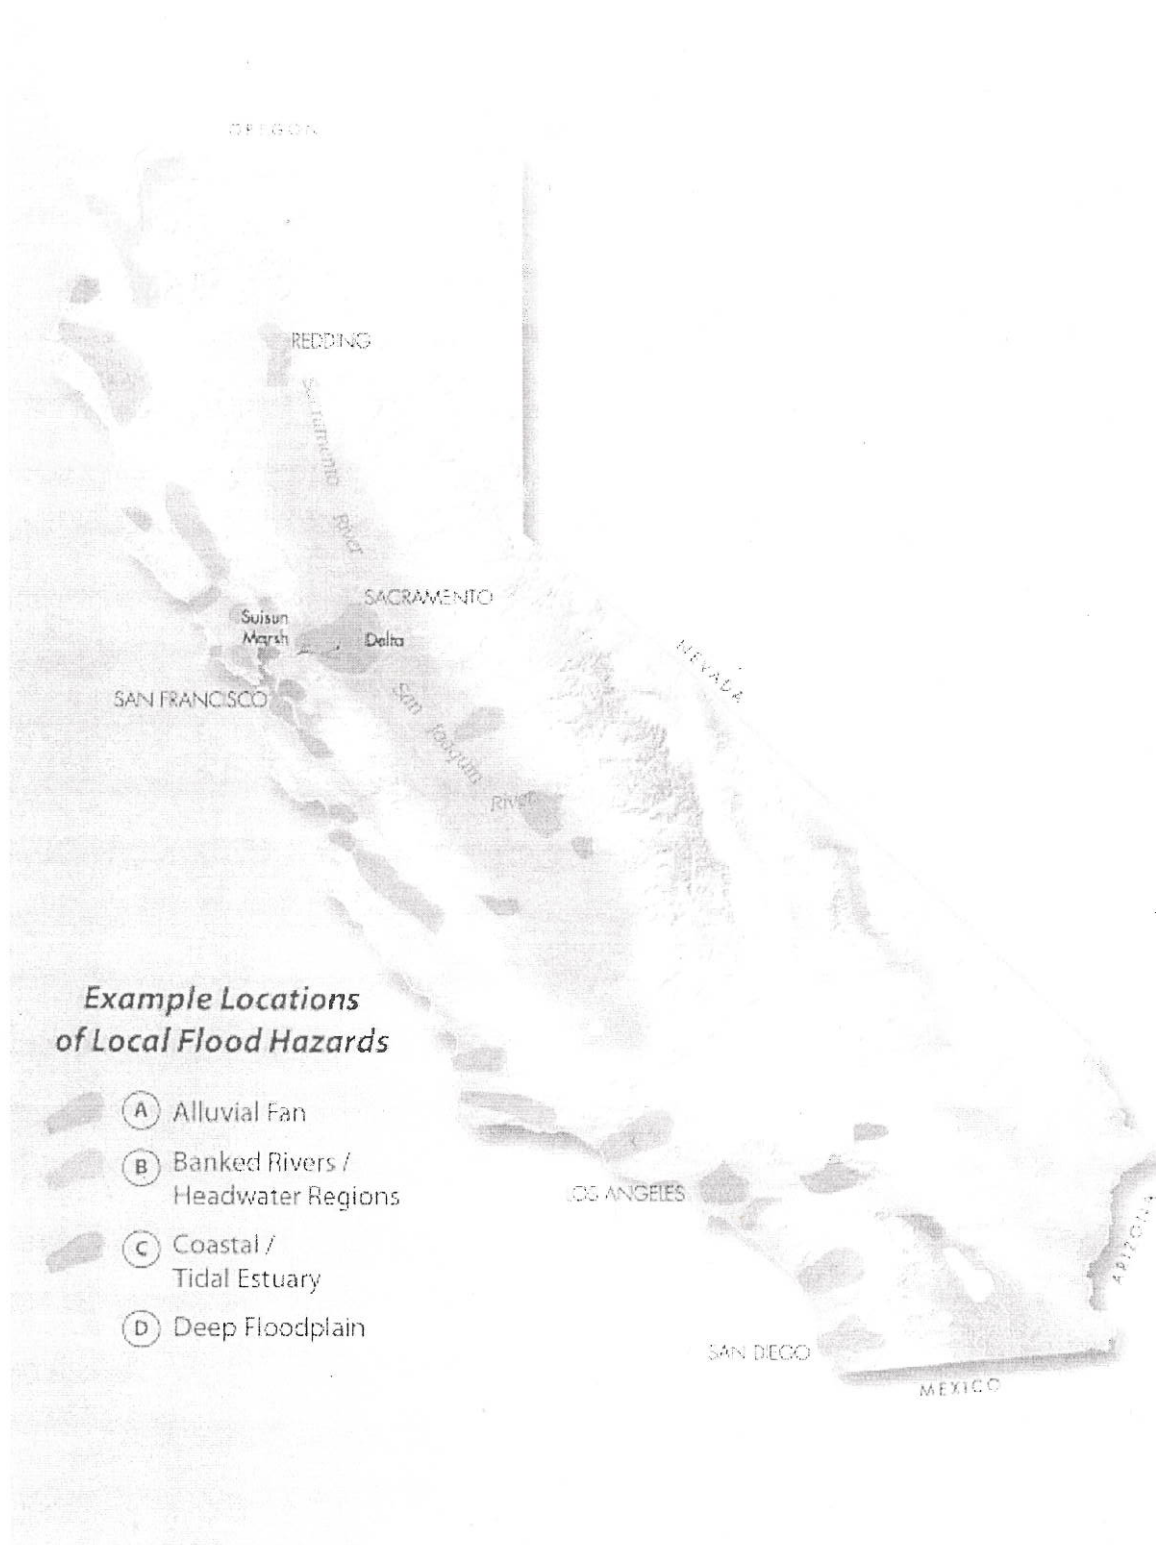 OREGON
REDDING
Sacramento
River
SACRAMENTO
Suisun
Marsh
Delta
NEVADA
SAN FRANCISCO
San Joaquin
River
Example Locations
of Local Flood Hazards
A Alluvial Fan
B Banked Rivers /
Headwater Regions
C Coastal /
Tidal Estuary
D Deep Floodplain
LOS ANGELES
ARIZONA
SAN DIEGO
MEXICO